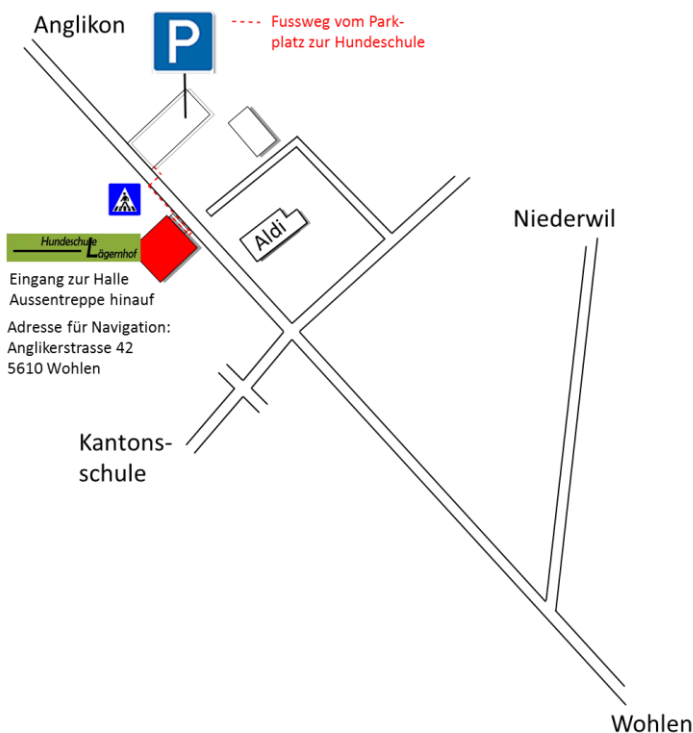 Anglikon
P
Fussweg vom Park-
platz zur Hundeschule
Aldi
Niederwil
Hundeschule
Lägernhof
Eingang zur Halle
Aussentreppe hinauf
Adresse für Navigation:
Anglikerstrasse 42
5610 Wohlen
Kantons-
schule
Wohlen